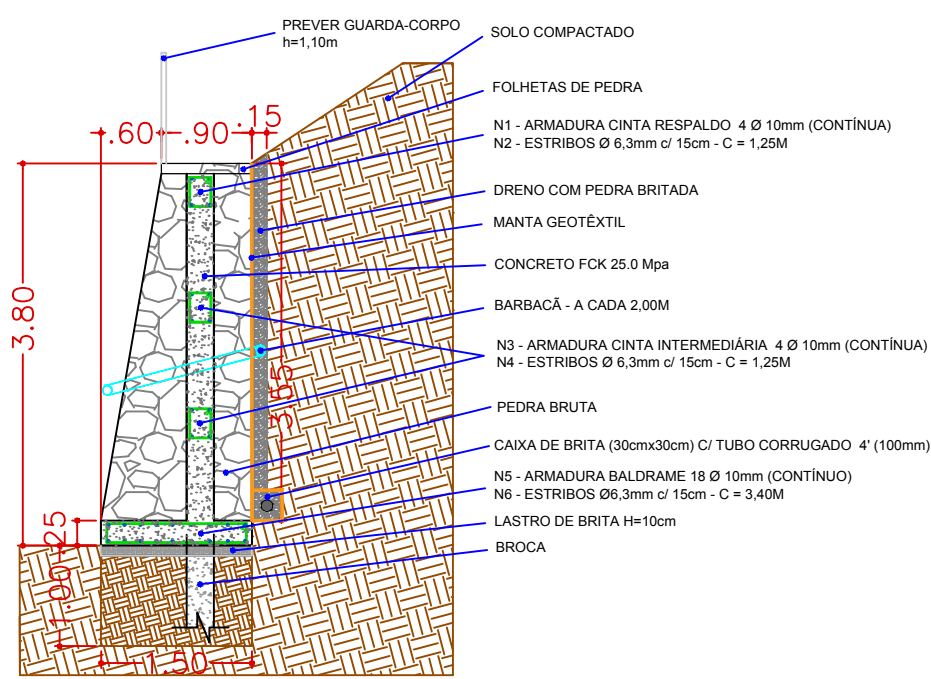 PREVER GUARDA-CORPO
h=1,10m
SOLO COMPACTADO
FOLHETAS DE PEDRA
N1 - ARMADURA CINTA RESPALDO 4 Ø 10mm (CONTÍNUA)
N2 - ESTRIBOS Ø 6,3mm c/ 15cm - C = 1,25M
DRENO COM PEDRA BRITADA
MANTA GEOTÊXTIL
CONCRETO FCK 25.0 Mpa
BARBACÃ - A CADA 2,00M
N3 - ARMADURA CINTA INTERMEDIÁRIA 4 Ø 10mm (CONTÍNUA)
N4 - ESTRIBOS Ø 6,3mm c/ 15cm - C = 1,25M
PEDRA BRUTA
CAIXA DE BRITA (30cmx30cm) C/ TUBO CORRUGADO 4' (100mm)
N5 - ARMADURA BALDRAME 18 Ø 10mm (CONTÍNUO)
N6 - ESTRIBOS Ø6,3mm c/ 15cm - C = 3,40M
LASTRO DE BRITA H=10cm
BROCA
.60
.90
.15
3.80
3.55
.25
1.00
1.50